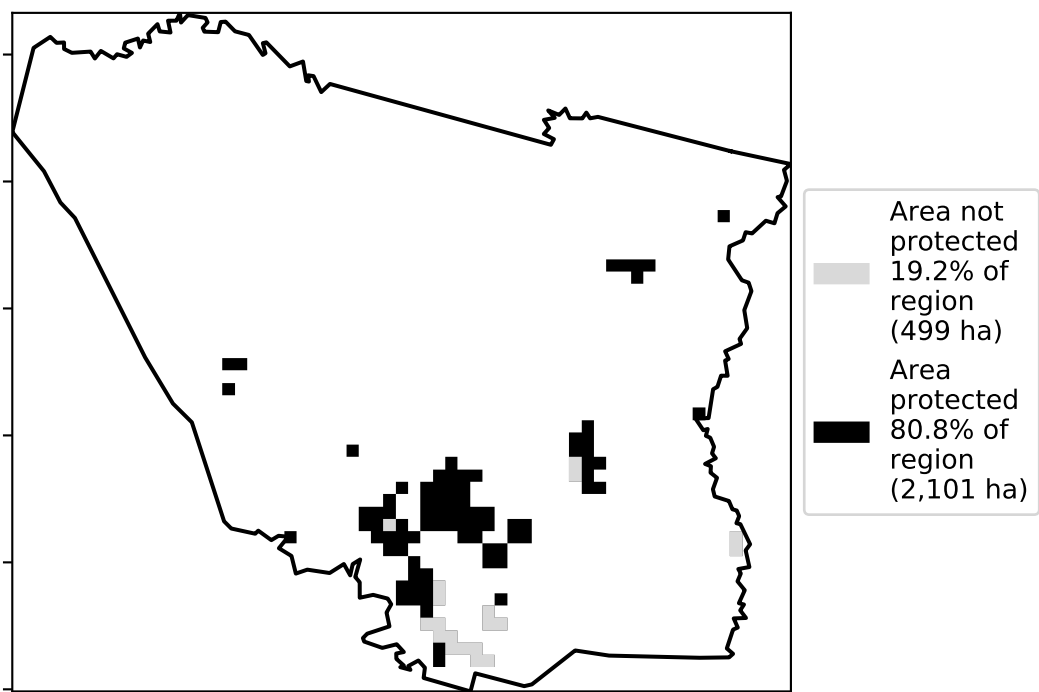 Area not
protected
19.2% of
region
(499 ha)
Area
protected
80.8% of
region
(2,101 ha)